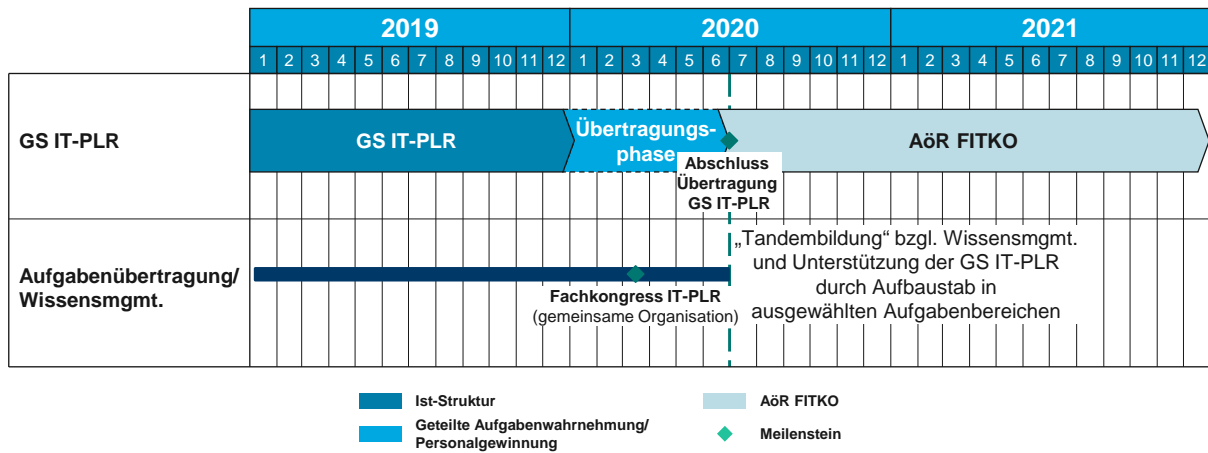 2019 2020 2021
1 2 3 4 5 6 7 8 9 10 11 12 1 2 3 4 5 6 7 8 9 10 11 12 1 2 3 4 5 6 7 8 9 10 11 12
GS IT-PLR
GS IT-PLR
Übertragungs-
phase
AöR FITKO
Abschluss
Übertragung
GS IT-PLR
Aufgabenübertragung/
Wissensmgmt.
Fachkongress IT-PLR
(gemeinsame Organisation)
„Tandembildung“ bzgl. Wissensmgmt.
und Unterstützung der GS IT-PLR
durch Aufbaustab in
ausgewählten Aufgabenbereichen
Ist-Struktur
Geteilte Aufgabenwahrnehmung/
Personalgewinnung
AöR FITKO
Meilenstein